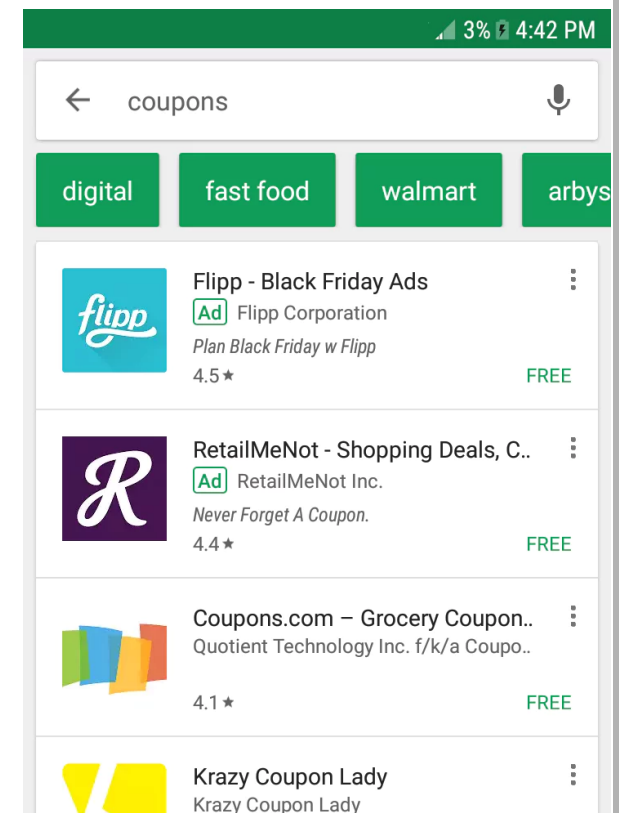 3% 4:42 PM
coupons
digital fast food walmart arbys
flipp
Flipp - Black Friday Ads
Ad Flipp Corporation
Plan Black Friday w Flipp
4.5★ FREE
R
RetailMeNot - Shopping Deals, C..
Ad RetailMeNot Inc.
Never Forget A Coupon.
4.4★ FREE
Coupons.com – Grocery Coupon..
Quotient Technology Inc. f/k/a Coupo..
4.1★ FREE
Krazy Coupon Lady
Krazy Coupon Lady